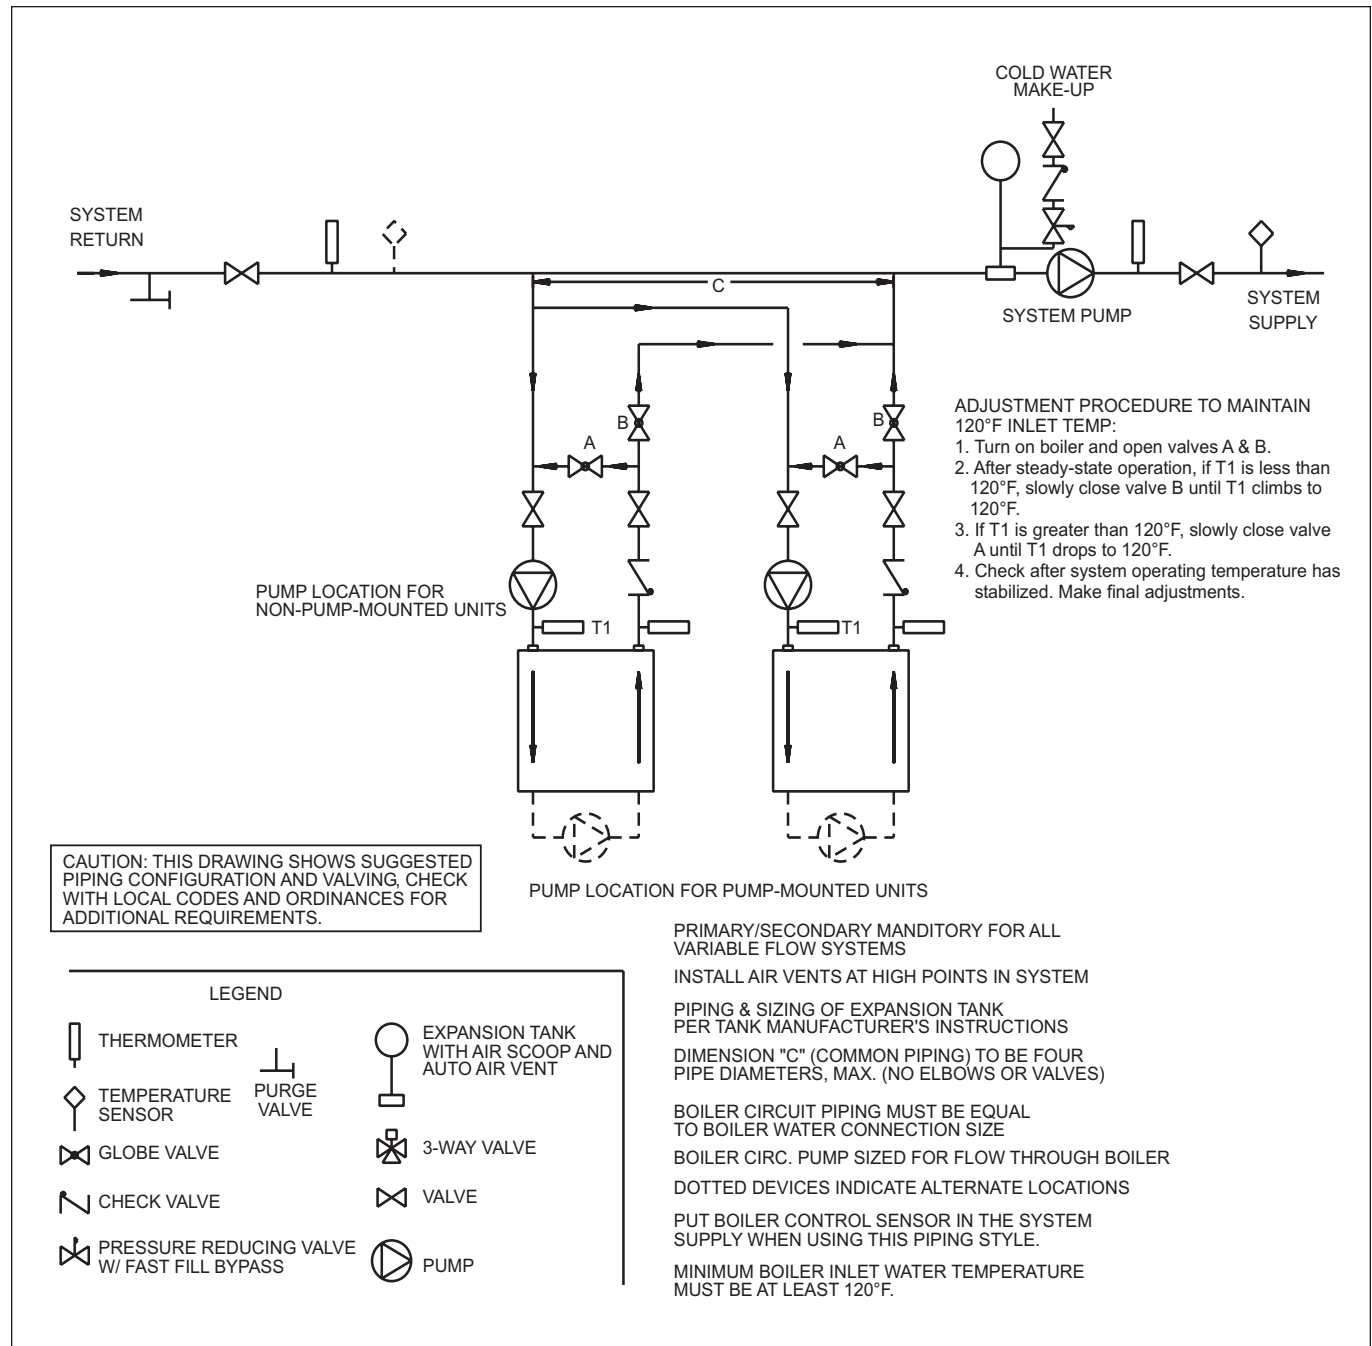 COLD WATER
MAKE-UP
SYSTEM
RETURN
C
SYSTEM PUMP
SYSTEM
SUPPLY
B
A
B
A
ADJUSTMENT PROCEDURE TO MAINTAIN
120°F INLET TEMP:
1. Turn on boiler and open valves A & B.
2. After steady-state operation, if T1 is less than
120°F, slowly close valve B until T1 climbs to
120°F.
3. If T1 is greater than 120°F, slowly close valve
A until T1 drops to 120°F.
4. Check after system operating temperature has
stabilized. Make final adjustments.
PUMP LOCATION FOR
NON-PUMP-MOUNTED UNITS
T1
T1
CAUTION: THIS DRAWING SHOWS SUGGESTED
PIPING CONFIGURATION AND VALVING, CHECK
WITH LOCAL CODES AND ORDINANCES FOR
ADDITIONAL REQUIREMENTS.
PUMP LOCATION FOR PUMP-MOUNTED UNITS
PRIMARY/SECONDARY MANDITORY FOR ALL
VARIABLE FLOW SYSTEMS
INSTALL AIR VENTS AT HIGH POINTS IN SYSTEM
PIPING & SIZING OF EXPANSION TANK
PER TANK MANUFACTURER'S INSTRUCTIONS
DIMENSION "C" (COMMON PIPING) TO BE FOUR
PIPE DIAMETERS, MAX. (NO ELBOWS OR VALVES)
BOILER CIRCUIT PIPING MUST BE EQUAL
TO BOILER WATER CONNECTION SIZE
BOILER CIRC. PUMP SIZED FOR FLOW THROUGH BOILER
DOTTED DEVICES INDICATE ALTERNATE LOCATIONS
PUT BOILER CONTROL SENSOR IN THE SYSTEM
SUPPLY WHEN USING THIS PIPING STYLE.
MINIMUM BOILER INLET WATER TEMPERATURE
MUST BE AT LEAST 120°F.
LEGEND
THERMOMETER
TEMPERATURE
SENSOR
PURGE
VALVE
GLOBE VALVE
CHECK VALVE
PRESSURE REDUCING VALVE
W/ FAST FILL BYPASS
EXPANSION TANK
WITH AIR SCOOP AND
AUTO AIR VENT
3-WAY VALVE
VALVE
PUMP